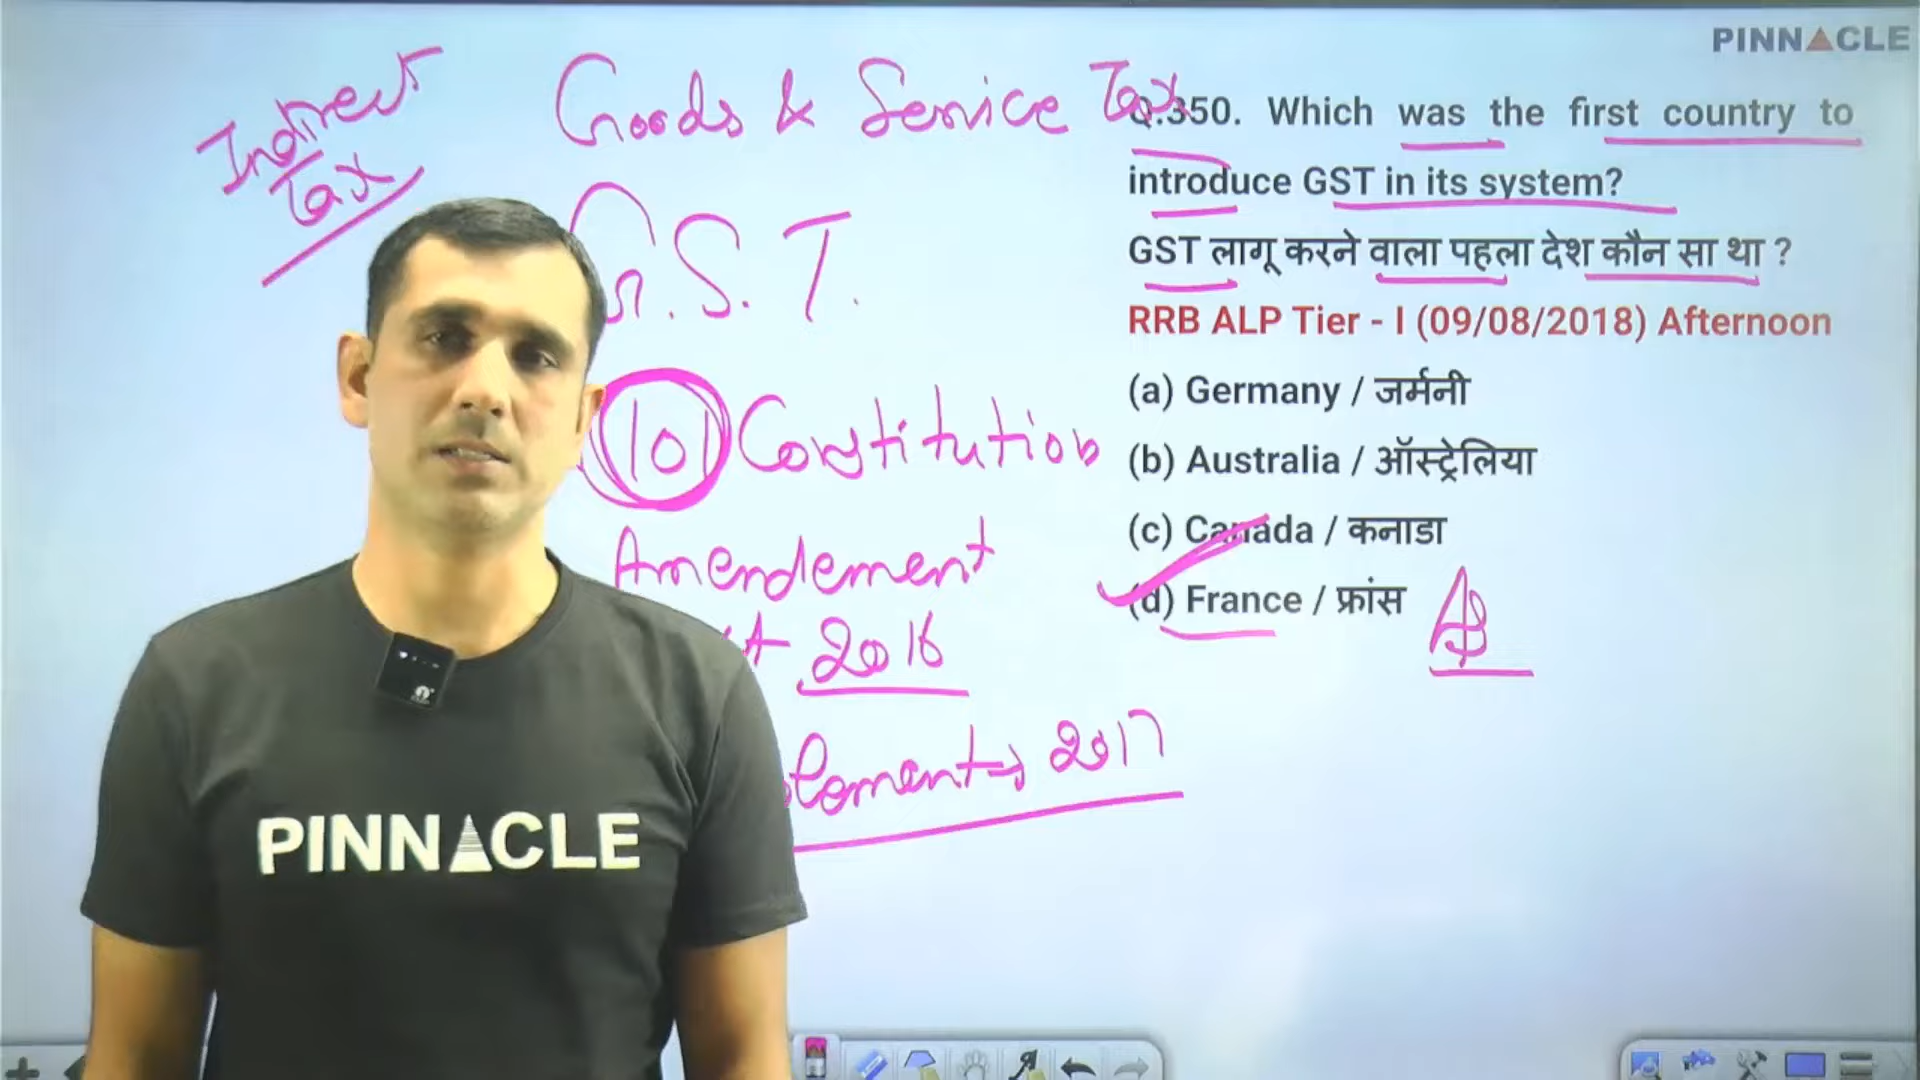 PINNACLE
Indirect
Tax
Goods & Service Tax
G.S.T.
101 Constitution
Amendement
2016
2017
Q.350. Which was the first country to
introduce GST in its system?
GST लागू करने वाला पहला देश कौन सा था ?
RRB ALP Tier - I (09/08/2018) Afternoon
(a) Germany / जर्मनी
(b) Australia / ऑस्ट्रेलिया
(c) Canada / कनाडा
(d) France / फ्रांस
PINNACLE